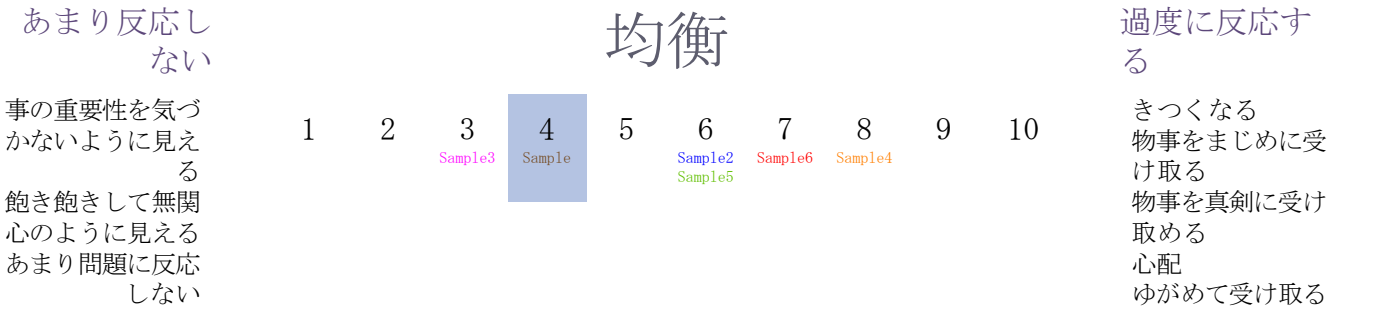 あまり反応し
ない
均衡
過度に反応す
る
事の重要性を気づ
かないように見え
る
飽き飽きして無関
心のように見える
あまり問題に反応
しない
1 2 3 4 5 6 7 8 9 10
Sample3 Sample Sample2 Sample6 Sample4
Sample5
きつくなる
物事をまじめに受
け取る
物事を真剣に受け
取める
心配
ゆがめて受け取る